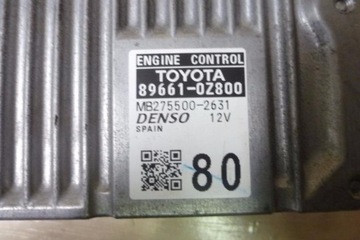 ENGINE CONTROL
TOYOTA
89661-0Z800
MB275500-2631
DENSO 12V
SPAIN
80